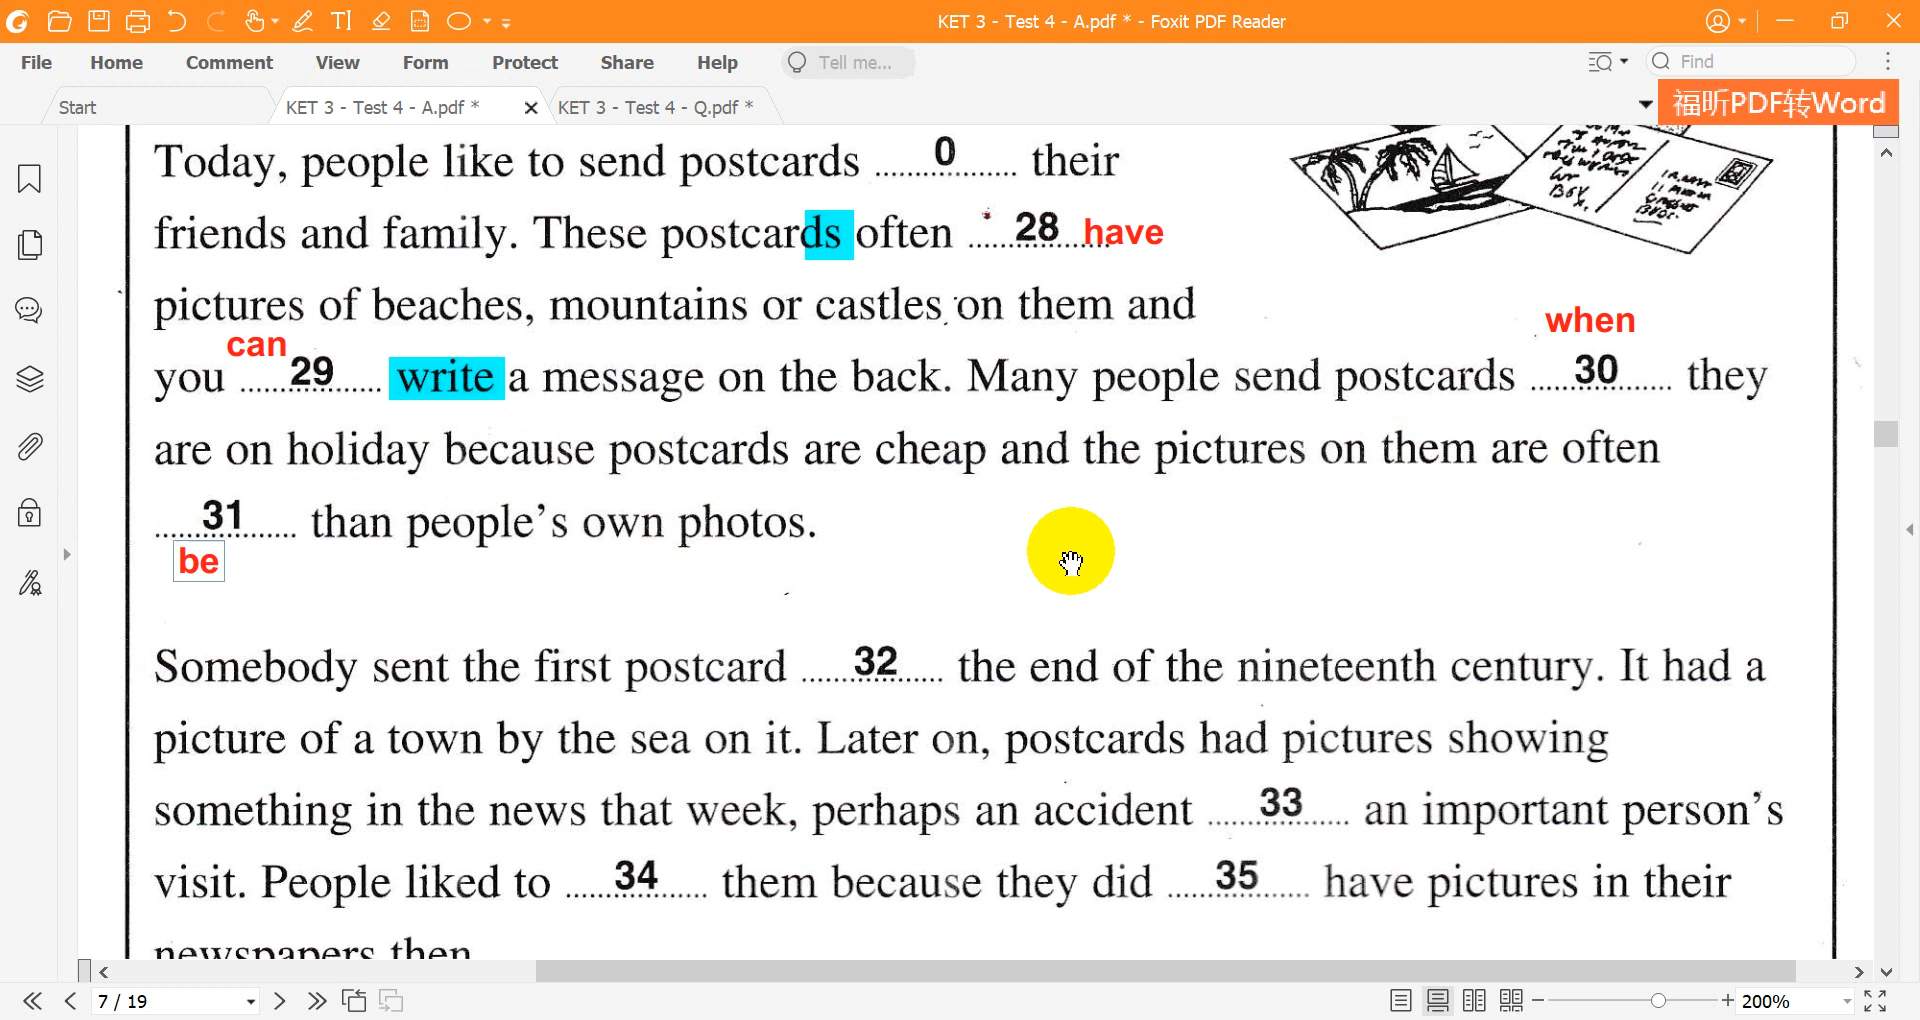 KET 3 - Test 4 - A.pdf * - Foxit PDF Reader
File Home Comment View Form Protect Share Help Tell me... Find
Start KET 3 - Test 4 - A.pdf * KET 3 - Test 4 - Q.pdf * 福昕PDF转Word
Today, people like to send postcards ........0........ their
friends and family. These postcards often ........28........ have
pictures of beaches, mountains or castles on them and
can when
you ........29........ write a message on the back. Many people send postcards ........30........ they
are on holiday because postcards are cheap and the pictures on them are often
........31........ than people's own photos.
be
Somebody sent the first postcard ........32........ the end of the nineteenth century. It had a
picture of a town by the sea on it. Later on, postcards had pictures showing
something in the news that week, perhaps an accident ........33........ an important person's
visit. People liked to ........34........ them because they did ........35........ have pictures in their
newspapers then
7 / 19 200%